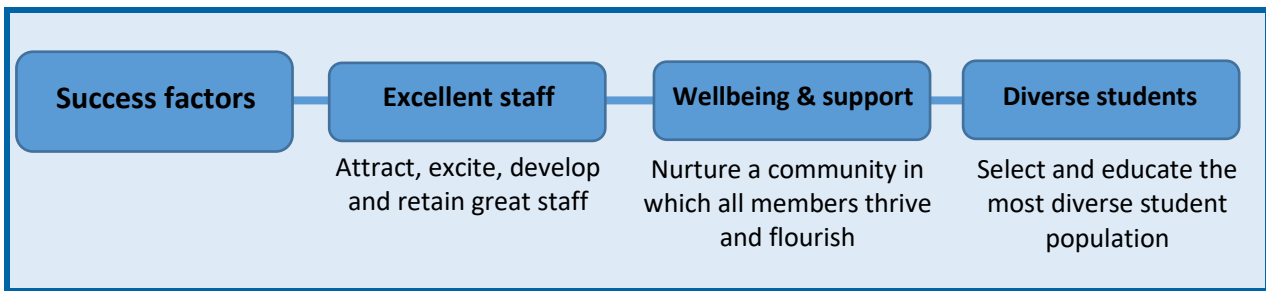 Success factors
Excellent staff
Attract, excite, develop
and retain great staff
Wellbeing & support
Nurture a community in
which all members thrive
and flourish
Diverse students
Select and educate the
most diverse student
population